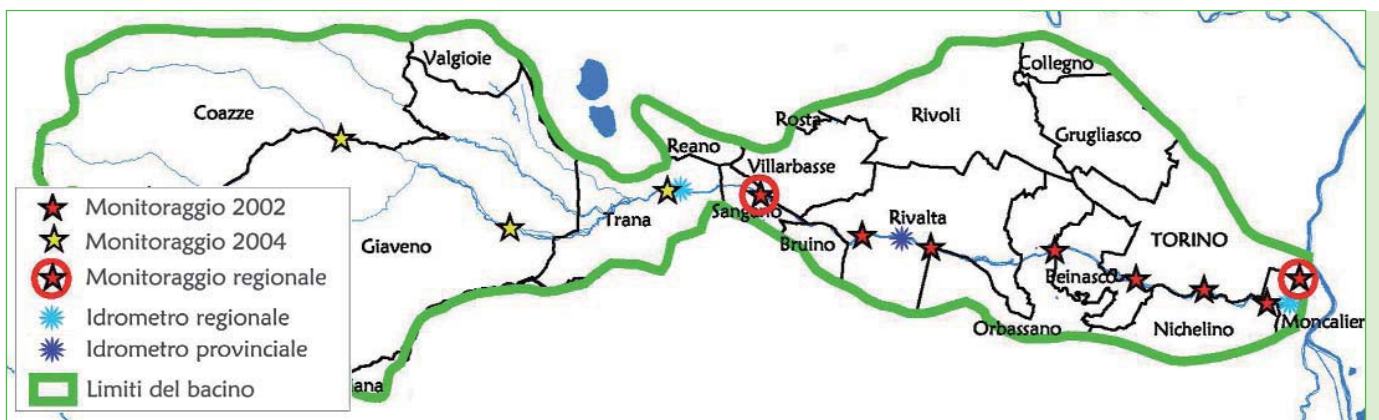 Valgioie
Collegno
Coazze
Rosta
Rivoli
Grugliasco
Reano
Villarbasse
Monitoraggio 2002
Monitoraggio 2004
Monitoraggio regionale
Idrometro regionale
Idrometro provinciale
Limiti del bacino
Giaveno
Trana
Sangano
Bruino
Rivalta
TORINO
Beinasco
Orbassano
Nichelino
Moncalier
iana